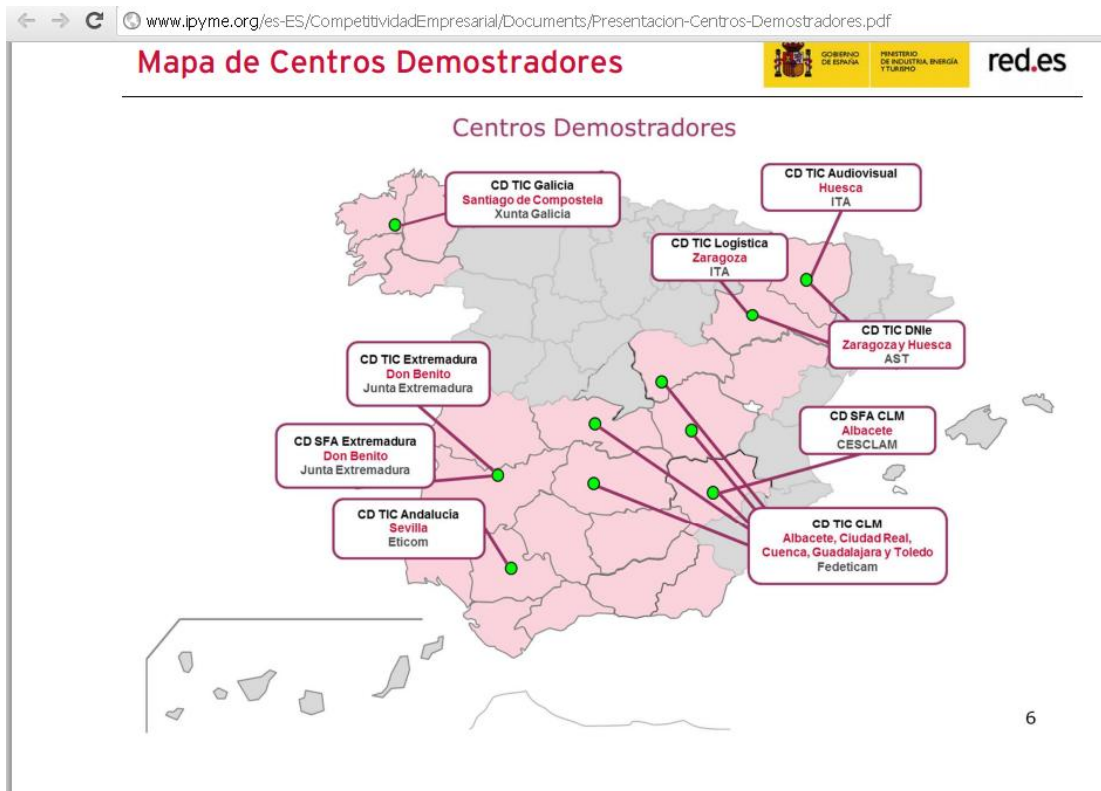 www.ipyme.org/es-ES/CompetitividadEmpresarial/Documents/Presentacion-Centros-Demostradores.pdf
Mapa de Centros Demostradores
GOBIERNO
DE ESPAÑA
MINISTERIO
DE INDUSTRIA, ENERGÍA
Y TURISMO
red.es
Centros Demostradores
CD TIC Galicia
Santiago de Compostela
Xunta Galicia
CD TIC Audiovisual
Huesca
ITA
CD TIC Logística
Zaragoza
ITA
CD TIC DNIe
Zaragoza y Huesca
AST
CD TIC Extremadura
Don Benito
Junta Extremadura
CD SFA CLM
Albacete
CESCLAM
CD SFA Extremadura
Don Benito
Junta Extremadura
CD TIC Andalucía
Sevilla
Eticom
CD TIC CLM
Albacete, Ciudad Real,
Cuenca, Guadalajara y Toledo
Fedeticam
6